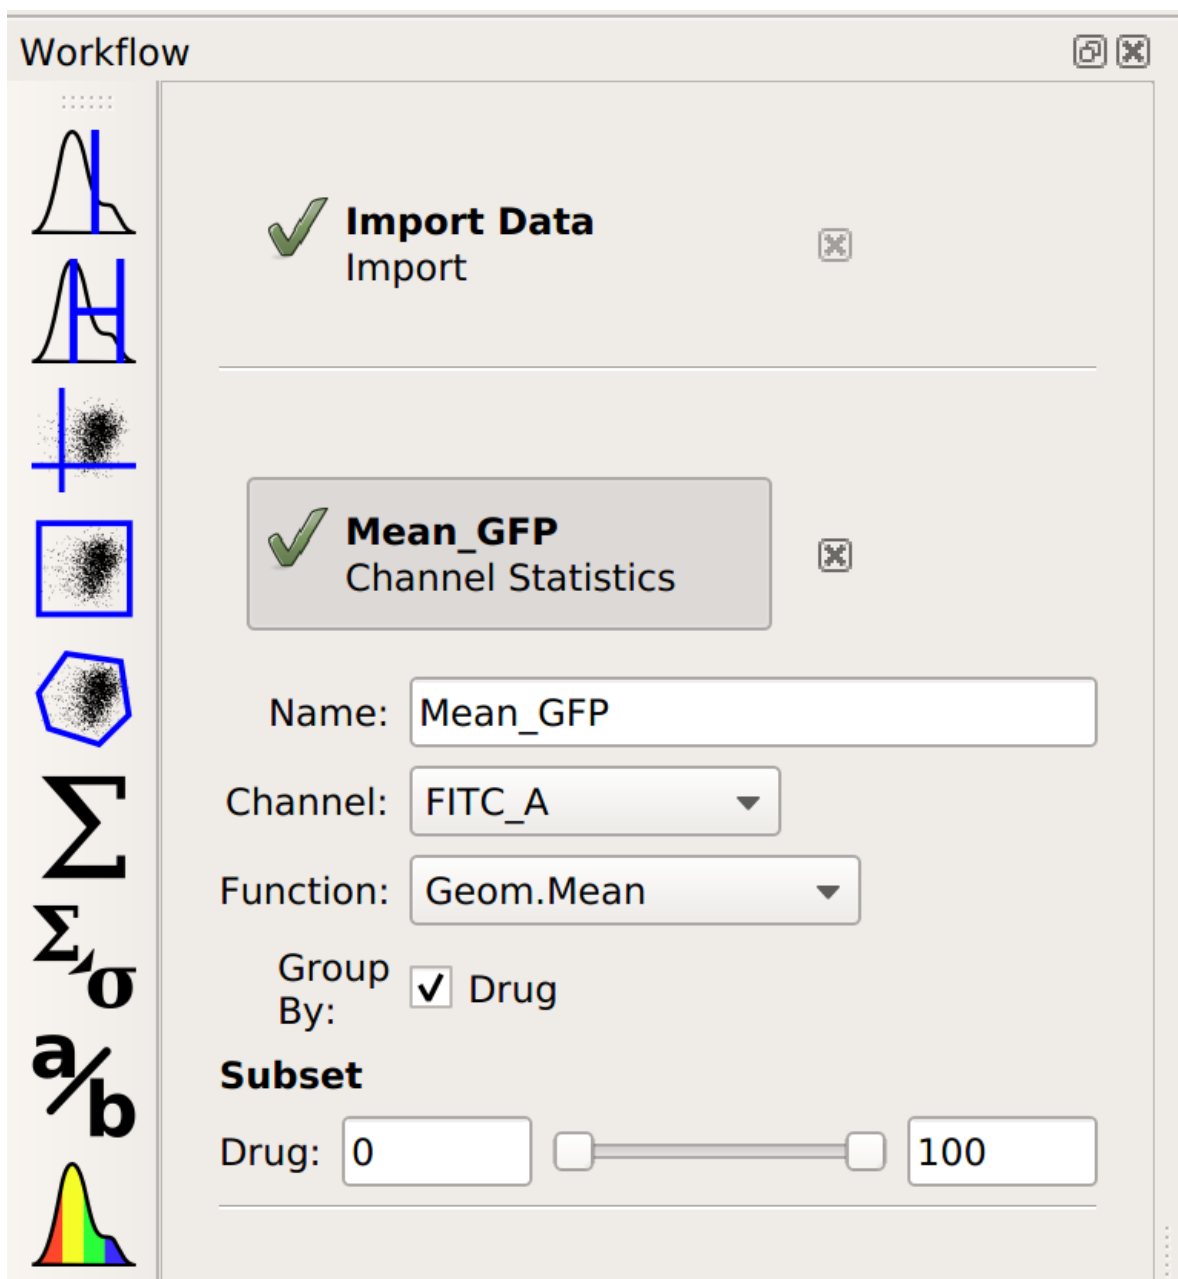 Workflow
Import Data
Import
Mean_GFP
Channel Statistics
Name: Mean_GFP
Channel: FITC_A
Function: Geom.Mean
Group By: Drug
Subset
Drug: 0 100
Σ
Σ σ
a/b